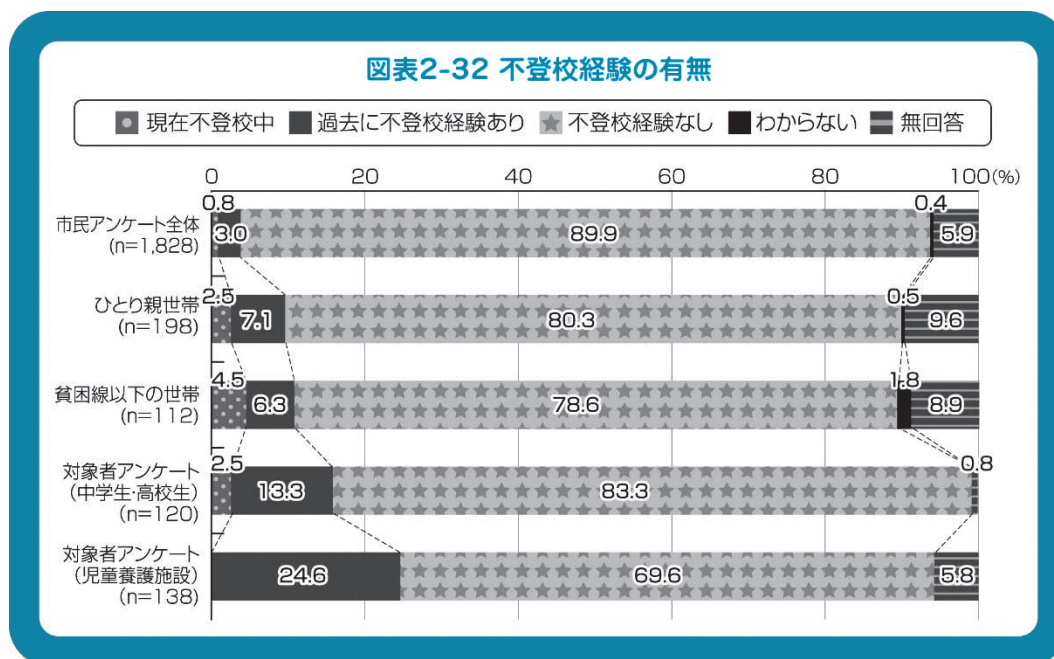 図表2-32 不登校経験の有無
現在不登校中 過去に不登校経験あり 不登校経験なし わからない 無回答
0 20 40 60 80 100(%)
市民アンケート全体
(n=1,828)
0.8 3.0 89.9 0.4 5.9
ひとり親世帯
(n=198)
2.5 7.1 80.3 0.5 9.6
貧困線以下の世帯
(n=112)
4.5 6.3 78.6 1.8 8.9
対象者アンケート
(中学生・高校生)
(n=120)
2.5 13.3 83.3 0.8
対象者アンケート
(児童養護施設)
(n=138)
24.6 69.6 5.8